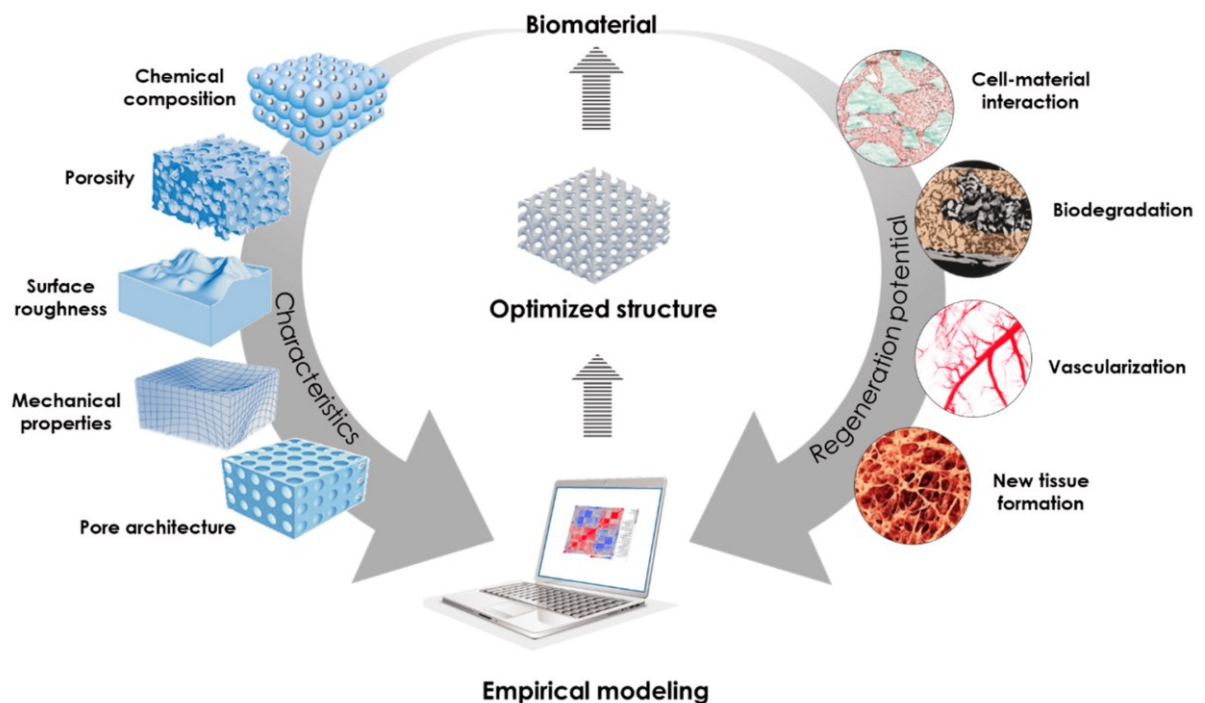 Biomaterial
Chemical
composition
Porosity
Surface
roughness
Mechanical
properties
Pore architecture
Characteristics
Optimized structure
Cell-material
interaction
Biodegradation
Vascularization
New tissue
formation
Regeneration potential
Empirical modeling